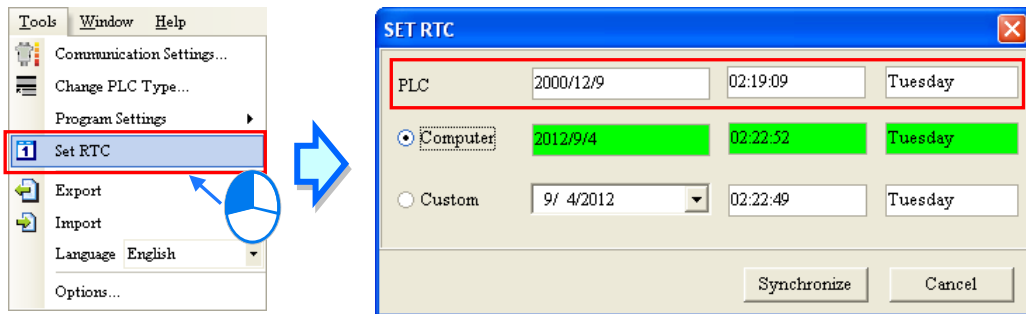 Tools Window Help
Communication Settings...
Change PLC Type...
Program Settings
1 Set RTC
Export
Import
Language English
Options...
SET RTC
PLC 2000/12/9 02:19:09 Tuesday
Computer 2012/9/4 02:22:52 Tuesday
Custom 9/ 4/2012 02:22:49 Tuesday
Synchronize Cancel